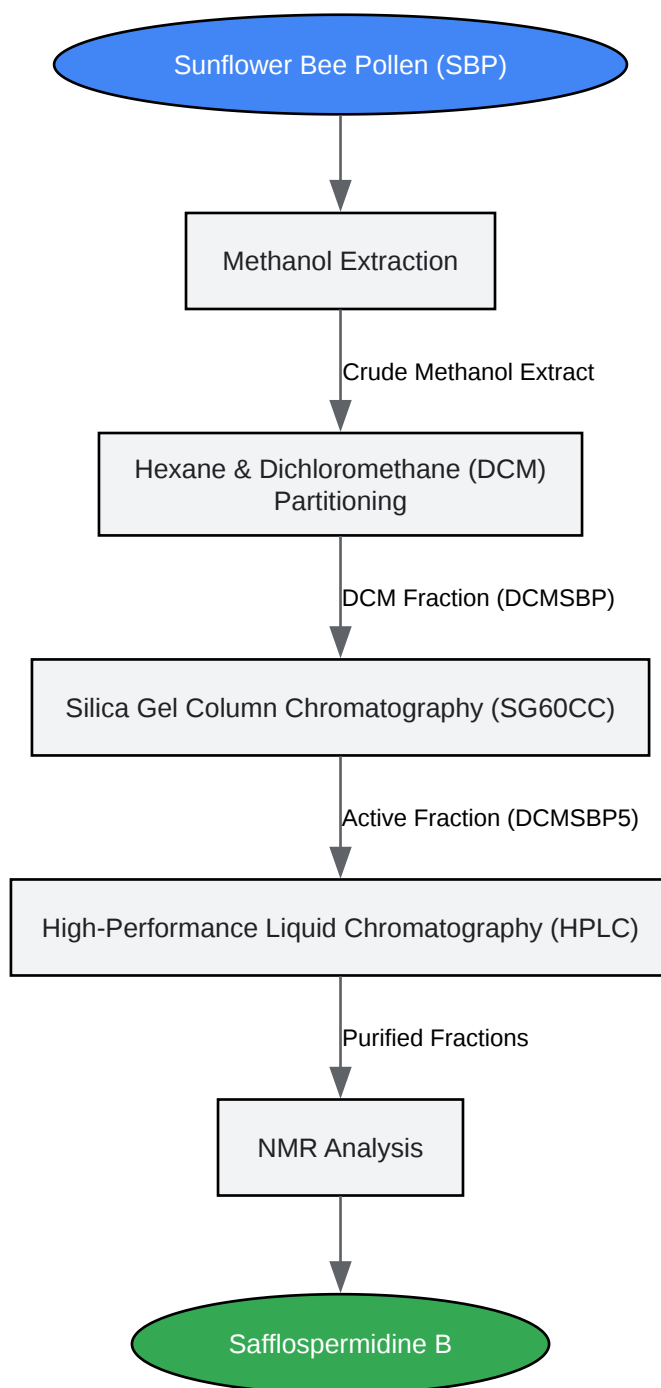 Sunflower Bee Pollen (SBP)
Methanol Extraction
Crude Methanol Extract
Hexane & Dichloromethane (DCM)
Partitioning
DCM Fraction (DCMSBP)
Silica Gel Column Chromatography (SG60CC)
Active Fraction (DCMSBP5)
High-Performance Liquid Chromatography (HPLC)
Purified Fractions
NMR Analysis
Safflospermidine B